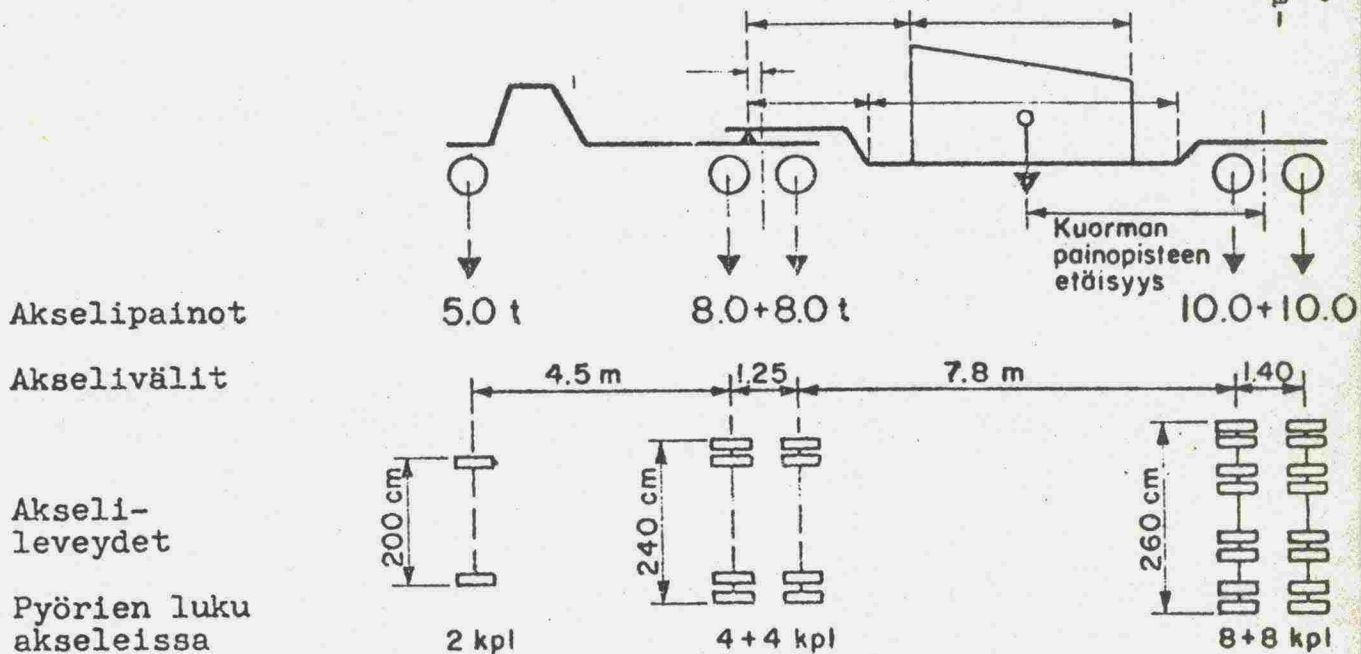 Kuorman
painopisteen
etäisyys
Akselipainot 5.0 t 8.0+8.0 t 10.0+10.0
Akselivälit 4.5 m 1.25 7.8 m 1.40
Akseli-
leveydet
200 cm 240 cm 260 cm
Pyörien luku
akseleissa 2 kpl 4+4 kpl 8+8 kpl